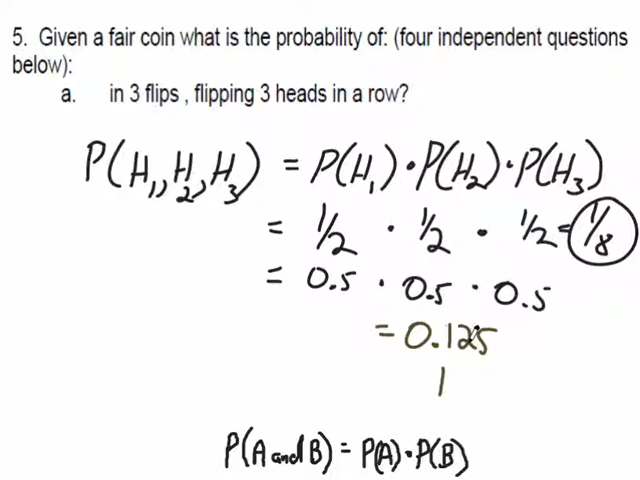 5. Given a fair coin what is the probability of: (four independent questions
below):
a. in 3 flips , flipping 3 heads in a row?
P(H₁, H₂, H₃) = P(H₁) · P(H₂) · P(H₃)
= 1/2 · 1/2 · 1/2 = 1/8
= 0.5 · 0.5 · 0.5
= 0.125
1
P(A and B) = P(A) · P(B)